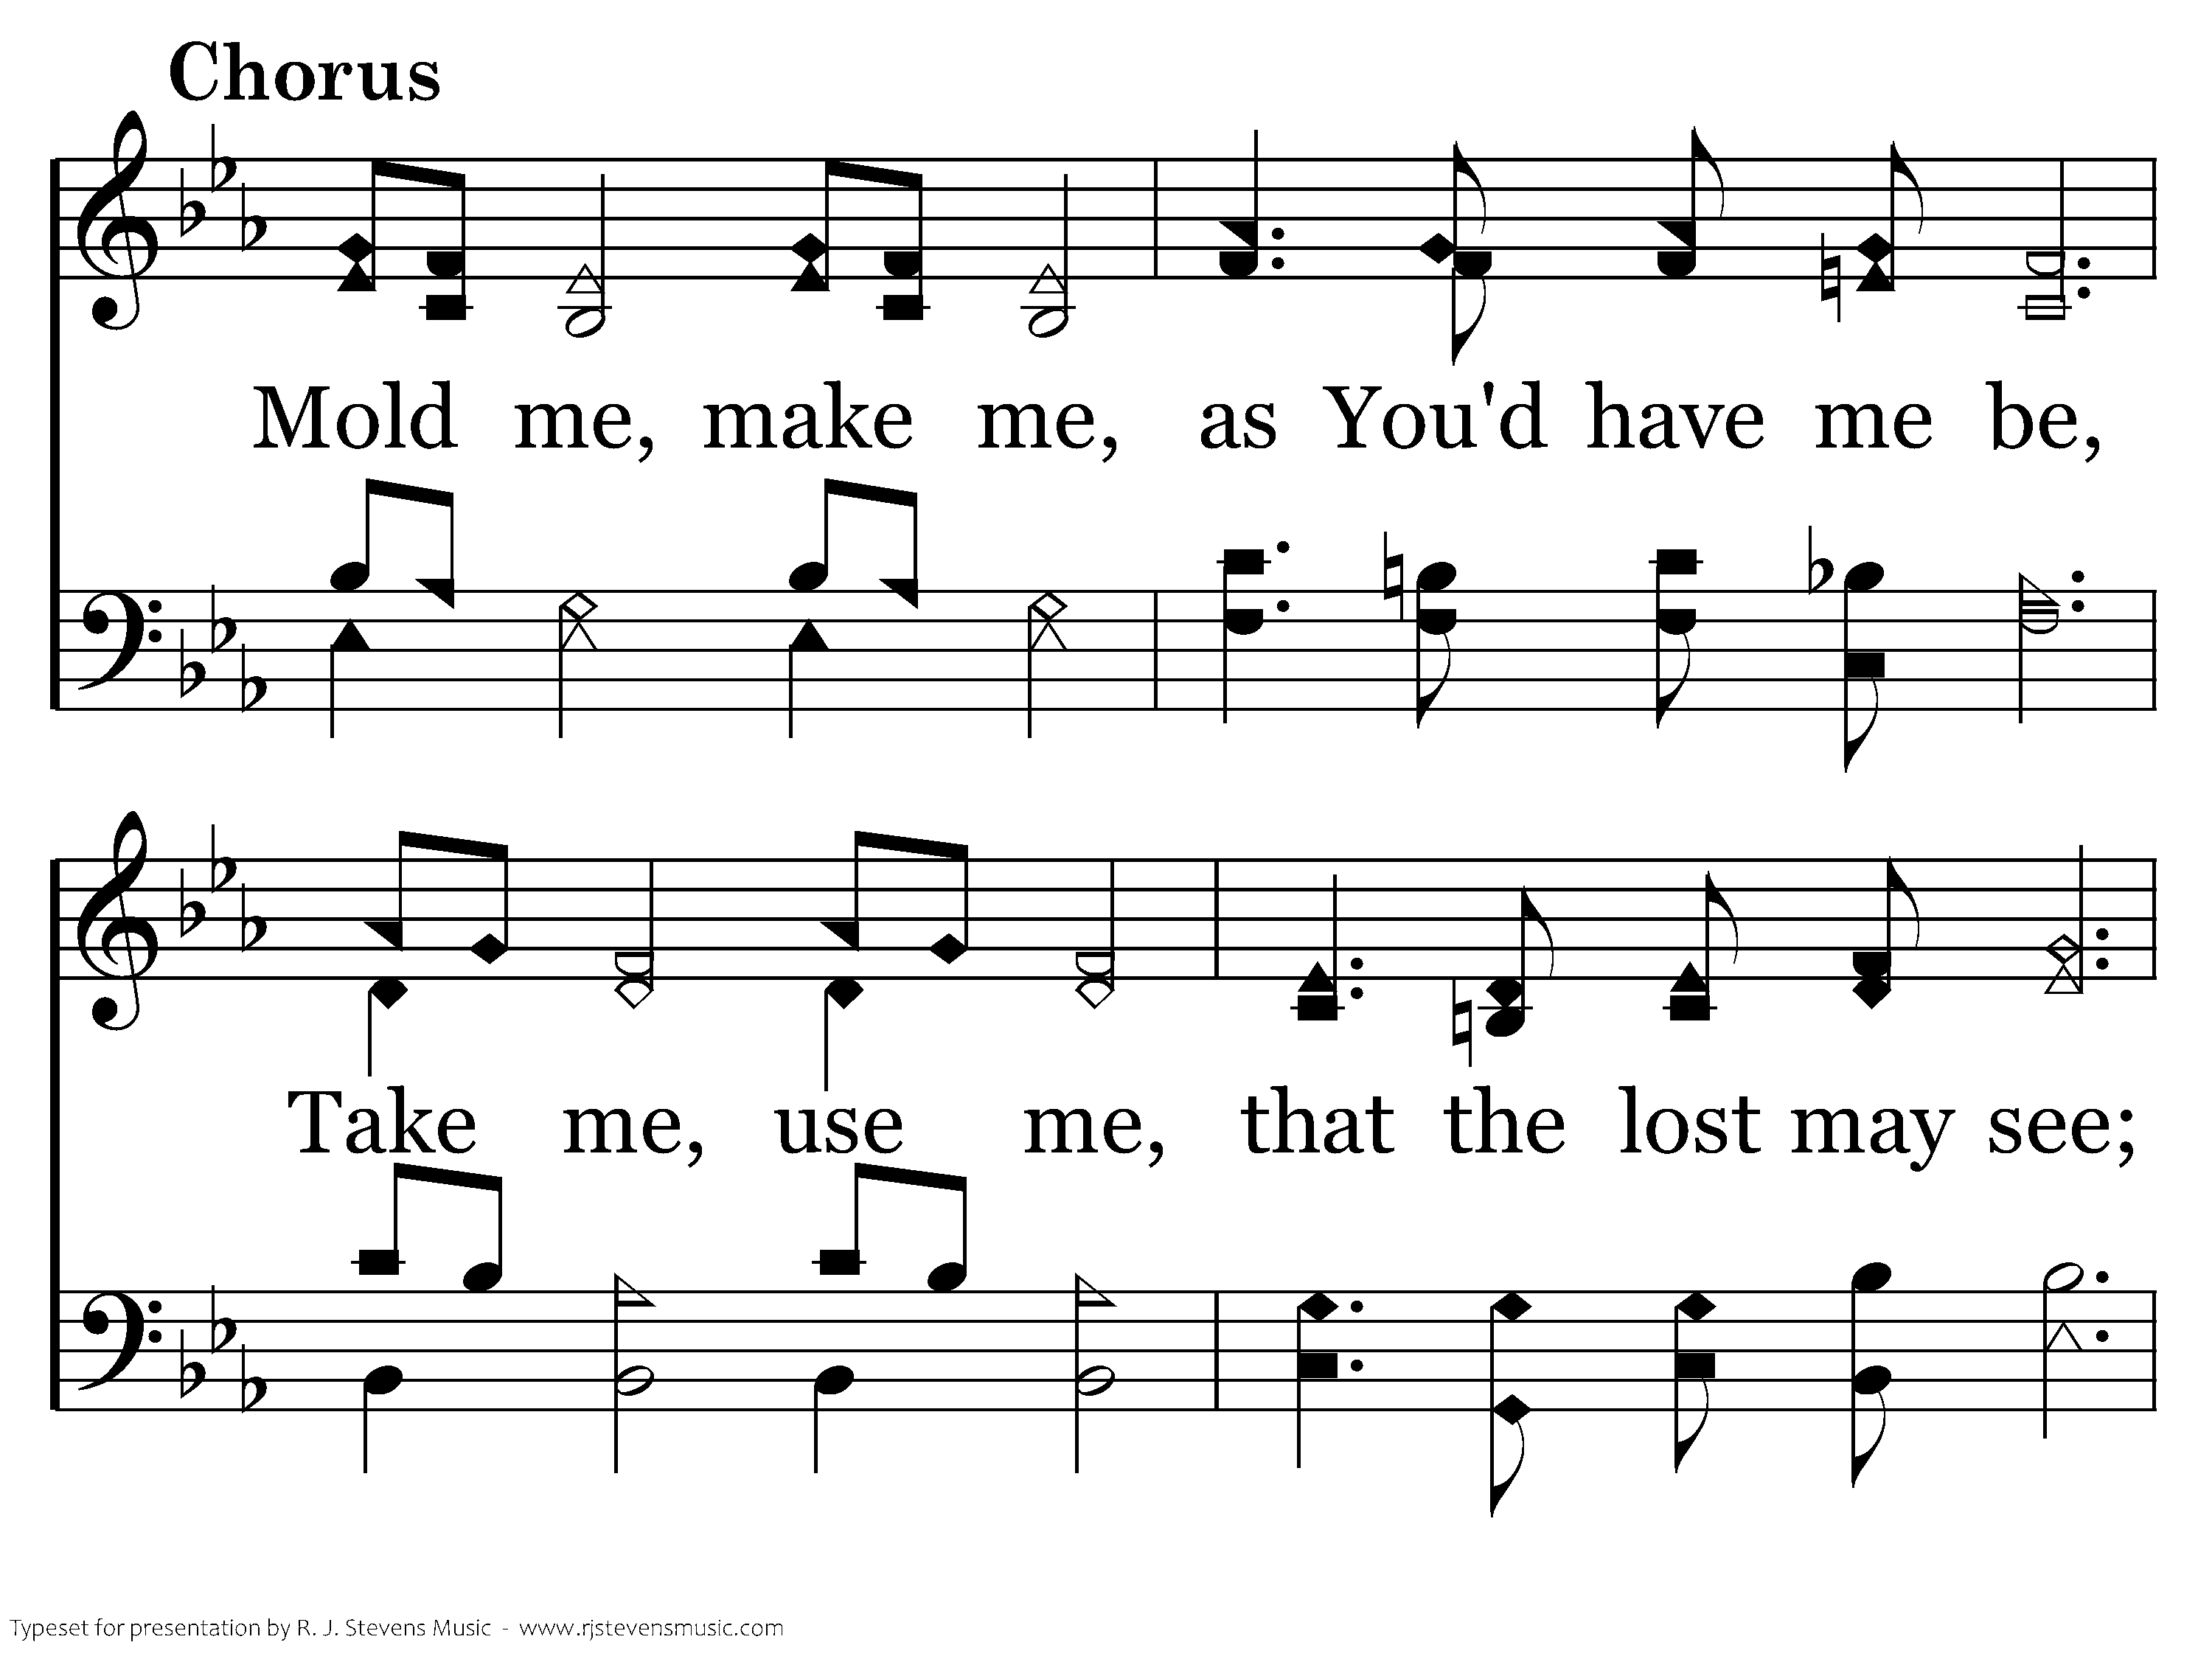 Chorus
Mold me, make me, as You'd have me be,
Take me, use me, that the lost may see;
Typeset for presentation by R. J. Stevens Music - www.rjstevensmusic.com